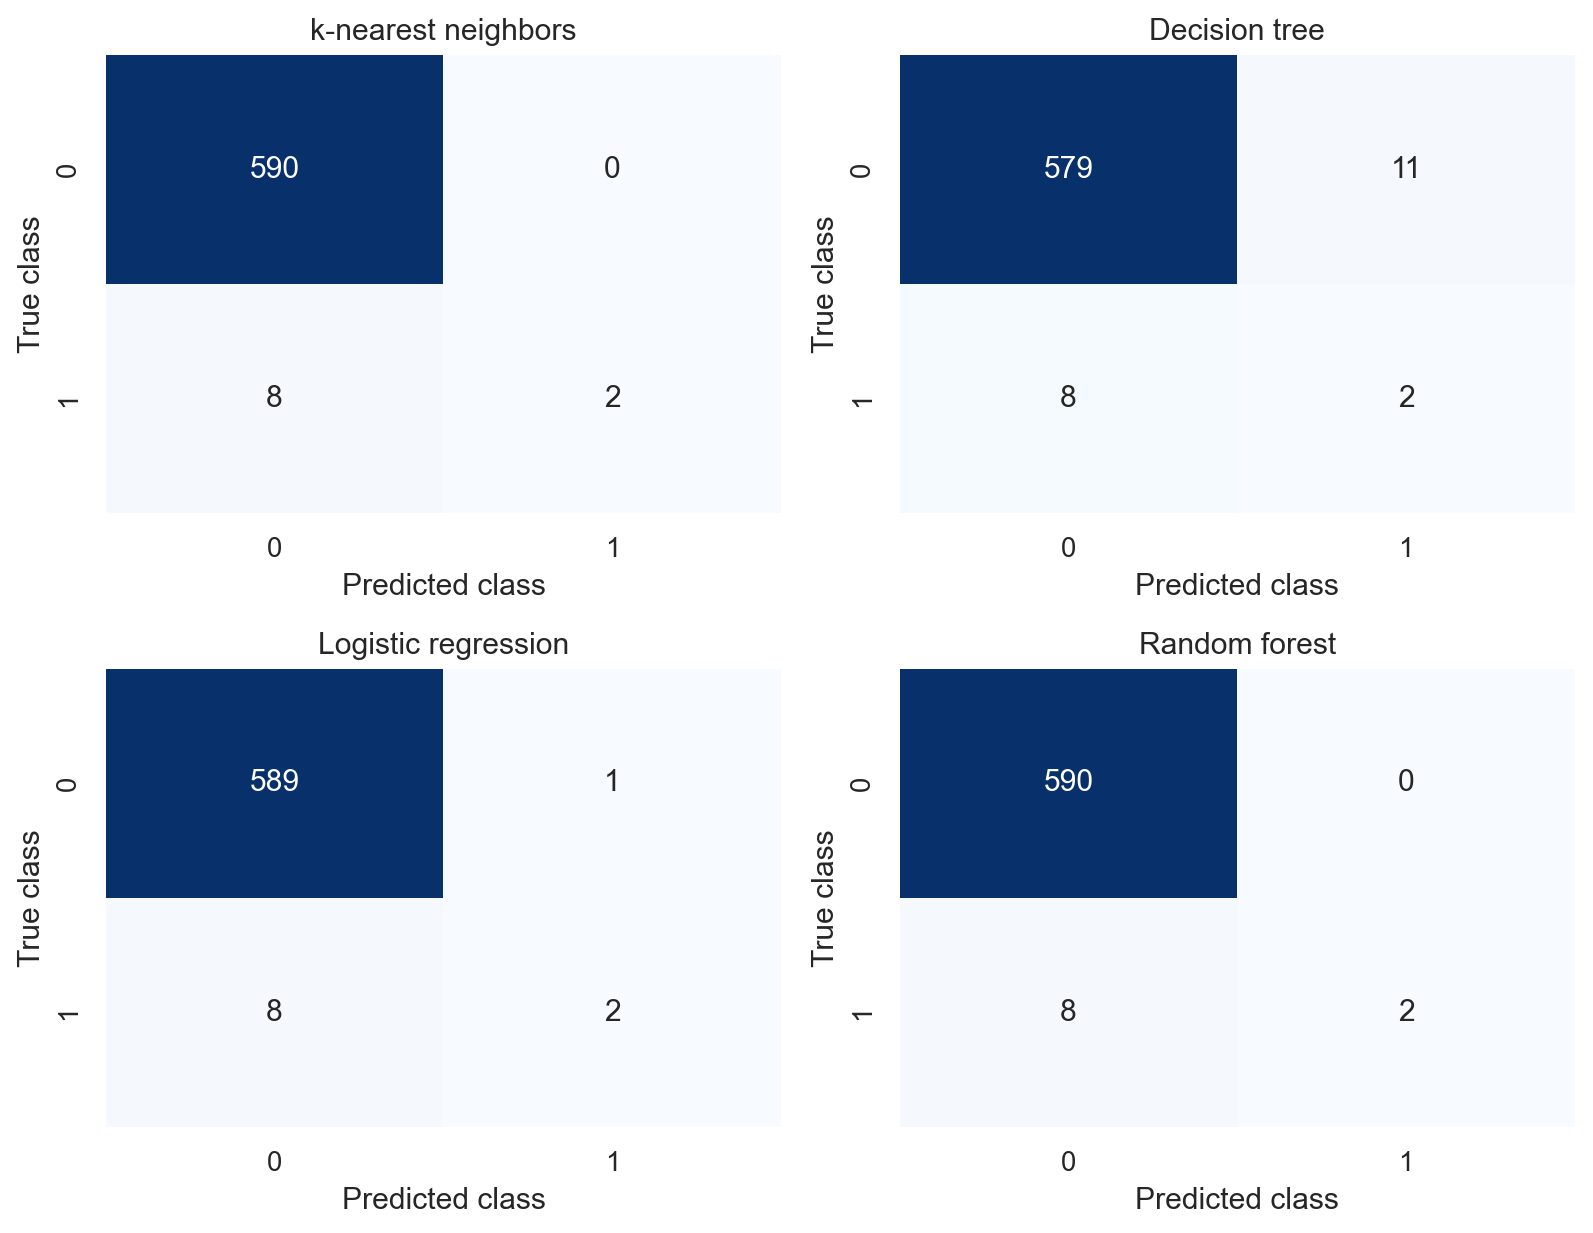 k-nearest neighbors
True class
0
590
0
1
8
2
0
1
Predicted class
Decision tree
True class
0
579
11
1
8
2
0
1
Predicted class
Logistic regression
True class
0
589
1
1
8
2
0
1
Predicted class
Random forest
True class
0
590
0
1
8
2
0
1
Predicted class